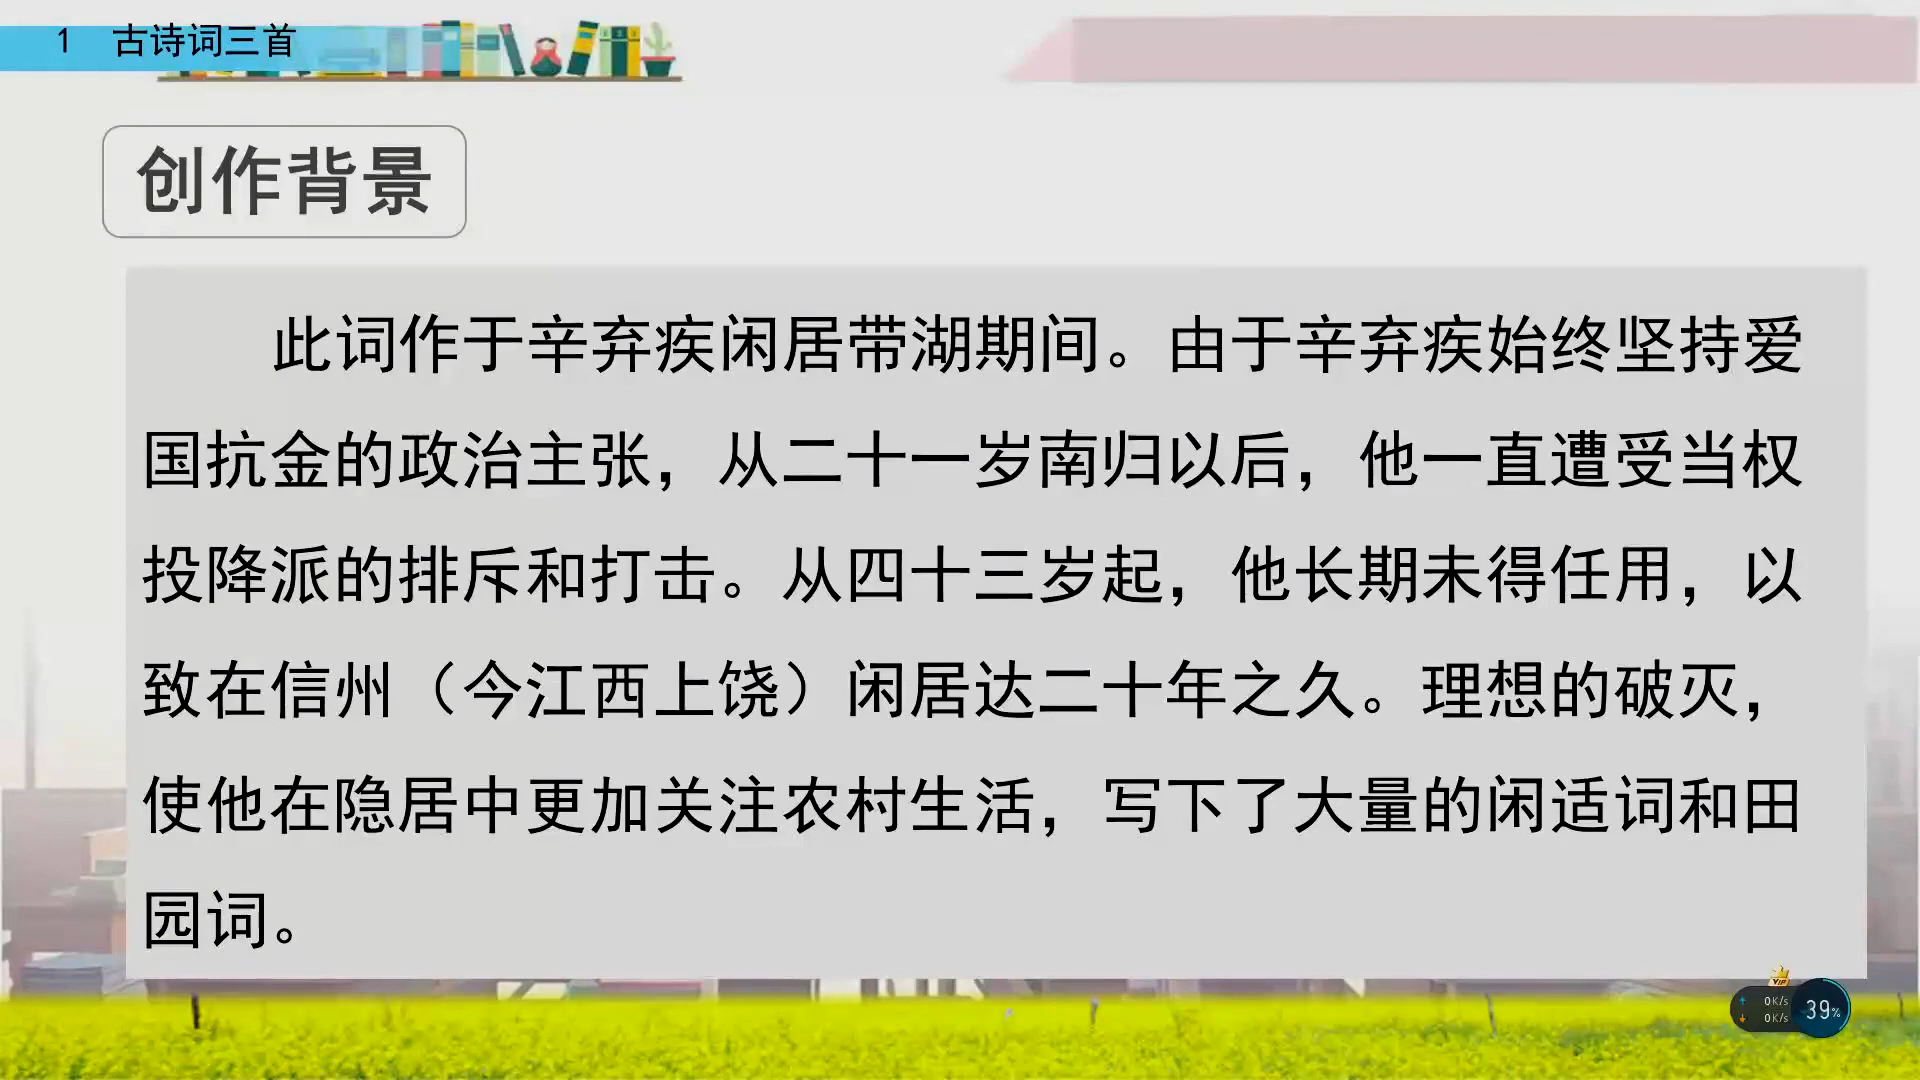 1 古诗词三首
创作背景
此词作于辛弃疾闲居带湖期间。由于辛弃疾始终坚持爱
国抗金的政治主张，从二十一岁南归以后，他一直遭受当权
投降派的排斥和打击。从四十三岁起，他长期未得任用，以
致在信州（今江西上饶）闲居达二十年之久。理想的破灭，
使他在隐居中更加关注农村生活，写下了大量的闲适词和田
园词。
VIP
0K/s
0K/s
39%